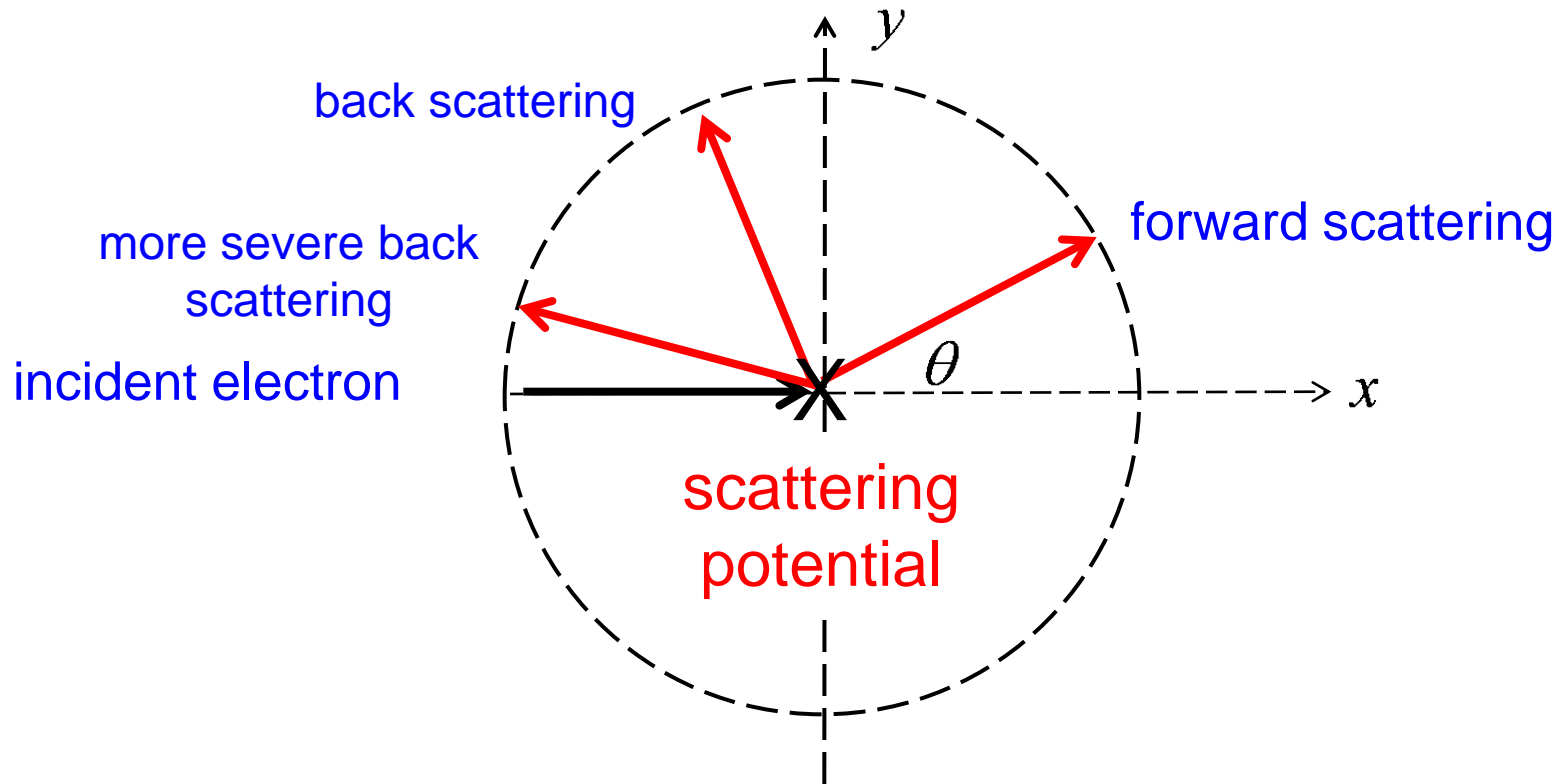 y
back scattering
forward scattering
more severe back
scattering
incident electron
θ
x
X
scattering
potential